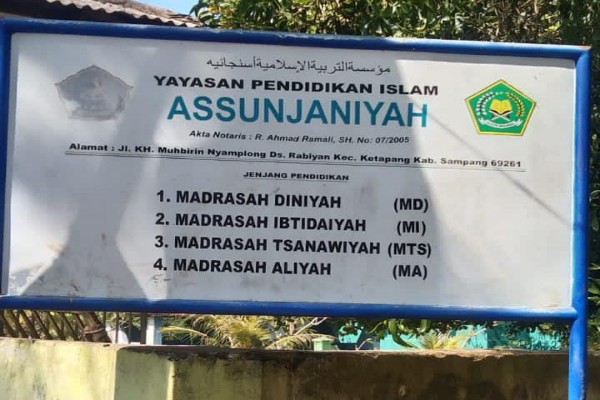 مؤسسة التربية الإسلامية أسنجانيه
YAYASAN PENDIDIKAN ISLAM
ASSUNJANIYAH
Akta Notaris : R. Ahmad Ramali, SH. No: 07/2005
Alamat : Jl. KH. Muhbirin Nyamplong Ds. Rabiyan Kec. Ketapang Kab. Sampang 69261
JENJANG PENDIDIKAN
1. MADRASAH DINIYAH (MD)
2. MADRASAH IBTIDAIYAH (MI)
3. MADRASAH TSANAWIYAH (MTS)
4. MADRASAH ALIYAH (MA)